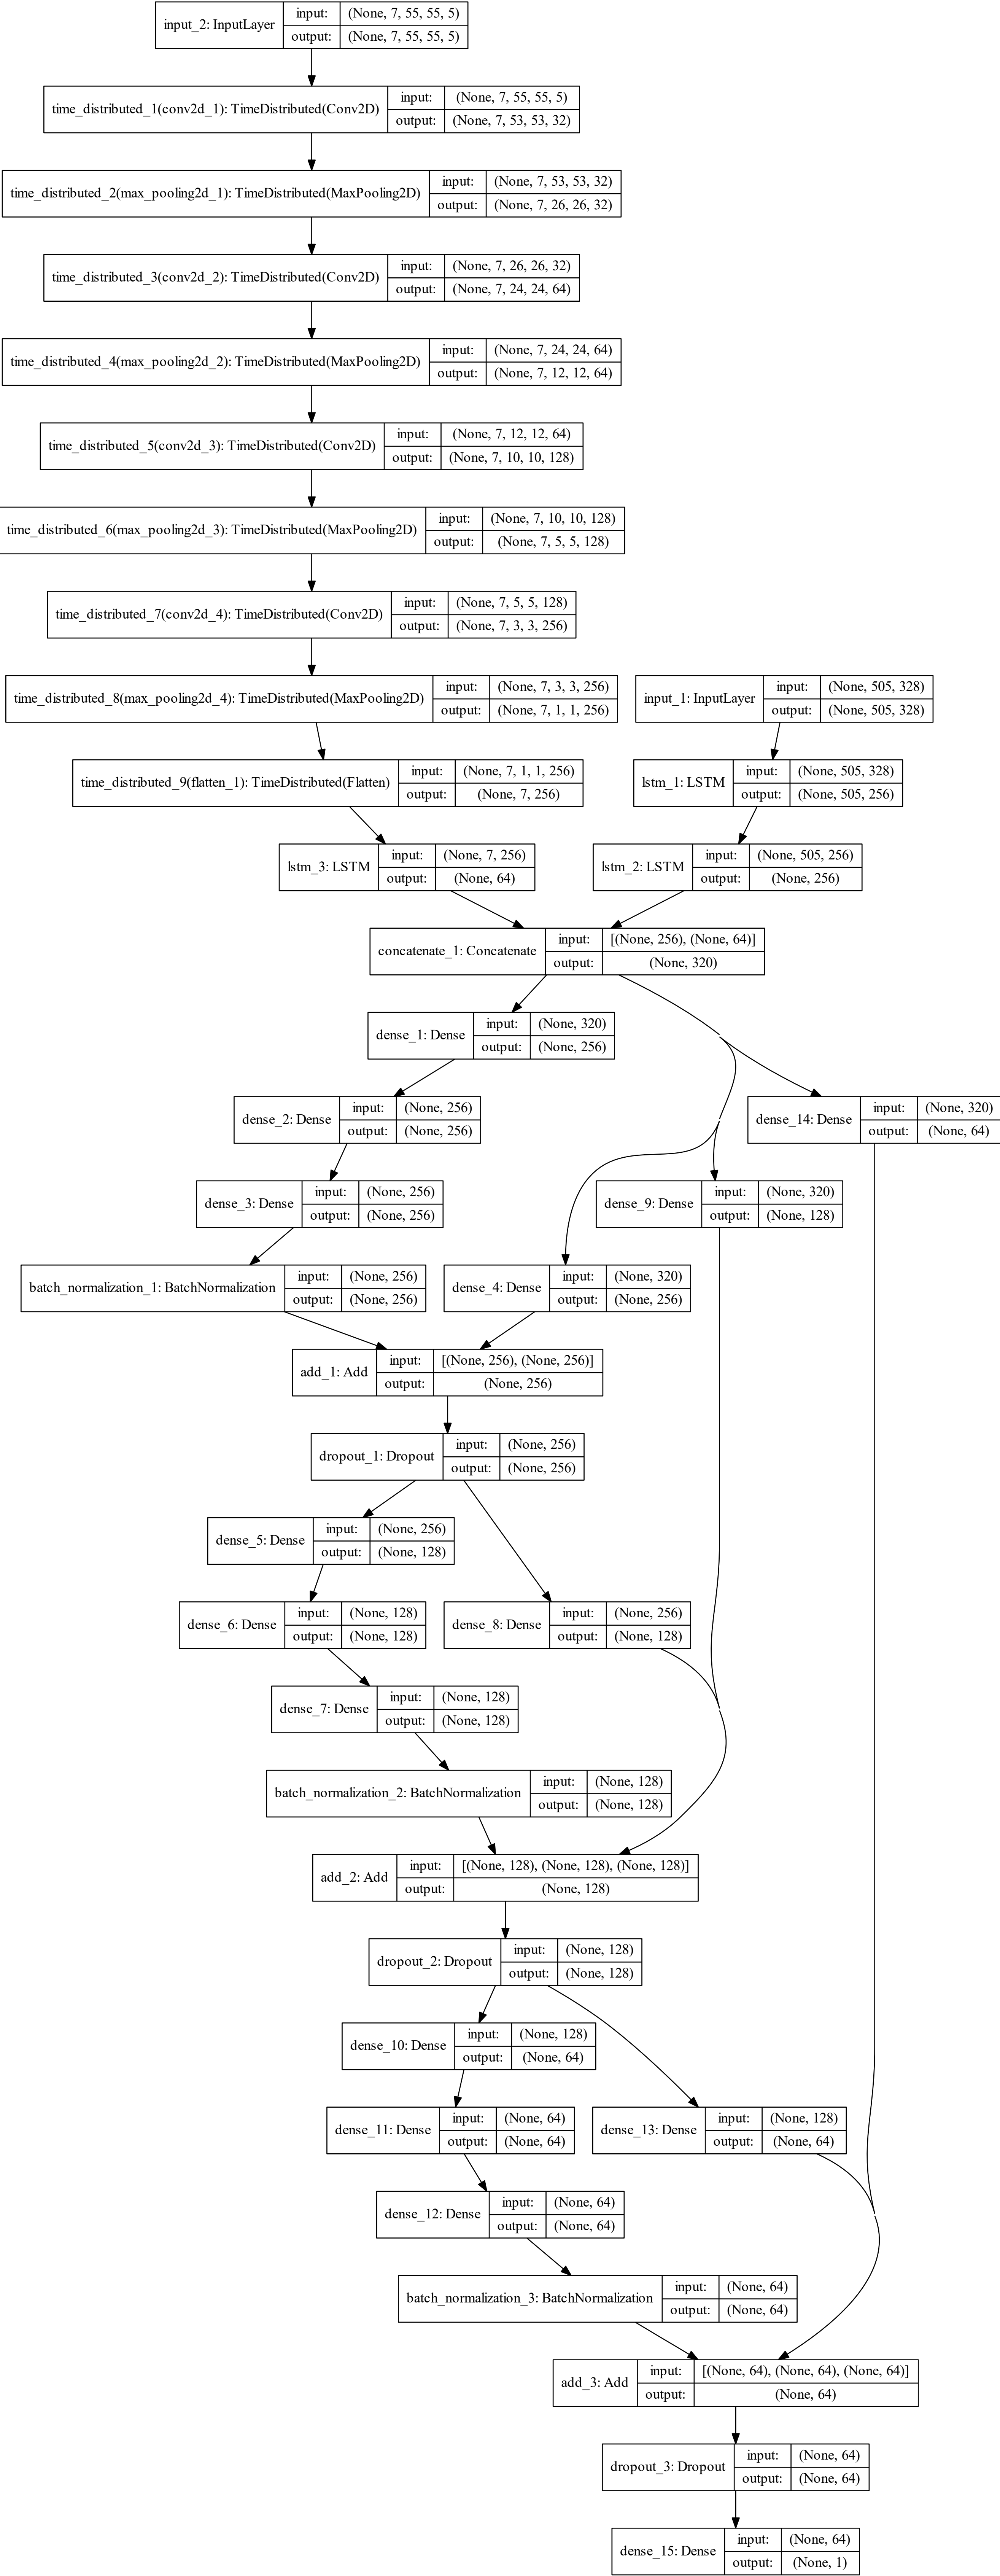 input_2: InputLayer
input: (None, 7, 55, 55, 5)
output: (None, 7, 55, 55, 5)
time_distributed_1(conv2d_1): TimeDistributed(Conv2D)
input: (None, 7, 55, 55, 5)
output: (None, 7, 53, 53, 32)
time_distributed_2(max_pooling2d_1): TimeDistributed(MaxPooling2D)
input: (None, 7, 53, 53, 32)
output: (None, 7, 26, 26, 32)
time_distributed_3(conv2d_2): TimeDistributed(Conv2D)
input: (None, 7, 26, 26, 32)
output: (None, 7, 24, 24, 64)
time_distributed_4(max_pooling2d_2): TimeDistributed(MaxPooling2D)
input: (None, 7, 24, 24, 64)
output: (None, 7, 12, 12, 64)
time_distributed_5(conv2d_3): TimeDistributed(Conv2D)
input: (None, 7, 12, 12, 64)
output: (None, 7, 10, 10, 128)
time_distributed_6(max_pooling2d_3): TimeDistributed(MaxPooling2D)
input: (None, 7, 10, 10, 128)
output: (None, 7, 5, 5, 128)
time_distributed_7(conv2d_4): TimeDistributed(Conv2D)
input: (None, 7, 5, 5, 128)
output: (None, 7, 3, 3, 256)
time_distributed_8(max_pooling2d_4): TimeDistributed(MaxPooling2D)
input: (None, 7, 3, 3, 256)
output: (None, 7, 1, 1, 256)
input_1: InputLayer
input: (None, 505, 328)
output: (None, 505, 328)
time_distributed_9(flatten_1): TimeDistributed(Flatten)
input: (None, 7, 1, 1, 256)
output: (None, 7, 256)
lstm_1: LSTM
input: (None, 505, 328)
output: (None, 505, 256)
lstm_3: LSTM
input: (None, 7, 256)
output: (None, 64)
lstm_2: LSTM
input: (None, 505, 256)
output: (None, 256)
concatenate_1: Concatenate
input: [(None, 256), (None, 64)]
output: (None, 320)
dense_1: Dense
input: (None, 320)
output: (None, 256)
dense_2: Dense
input: (None, 256)
output: (None, 256)
dense_14: Dense
input: (None, 320)
output: (None, 64)
dense_3: Dense
input: (None, 256)
output: (None, 256)
dense_9: Dense
input: (None, 320)
output: (None, 128)
batch_normalization_1: BatchNormalization
input: (None, 256)
output: (None, 256)
dense_4: Dense
input: (None, 320)
output: (None, 256)
add_1: Add
input: [(None, 256), (None, 256)]
output: (None, 256)
dropout_1: Dropout
input: (None, 256)
output: (None, 256)
dense_5: Dense
input: (None, 256)
output: (None, 128)
dense_6: Dense
input: (None, 128)
output: (None, 128)
dense_8: Dense
input: (None, 256)
output: (None, 128)
dense_7: Dense
input: (None, 128)
output: (None, 128)
batch_normalization_2: BatchNormalization
input: (None, 128)
output: (None, 128)
add_2: Add
input: [(None, 128), (None, 128), (None, 128)]
output: (None, 128)
dropout_2: Dropout
input: (None, 128)
output: (None, 128)
dense_10: Dense
input: (None, 128)
output: (None, 64)
dense_11: Dense
input: (None, 64)
output: (None, 64)
dense_13: Dense
input: (None, 128)
output: (None, 64)
dense_12: Dense
input: (None, 64)
output: (None, 64)
batch_normalization_3: BatchNormalization
input: (None, 64)
output: (None, 64)
add_3: Add
input: [(None, 64), (None, 64), (None, 64)]
output: (None, 64)
dropout_3: Dropout
input: (None, 64)
output: (None, 64)
dense_15: Dense
input: (None, 64)
output: (None, 1)